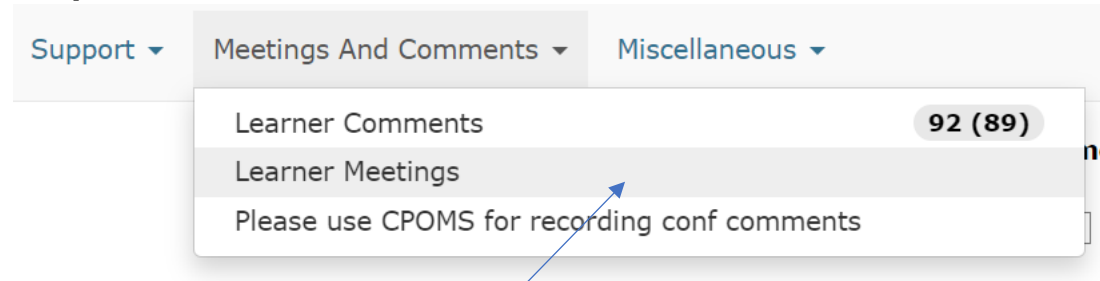 Support Meetings And Comments Miscellaneous
Learner Comments 92 (89)
Learner Meetings
Please use CPOMS for recording conf comments